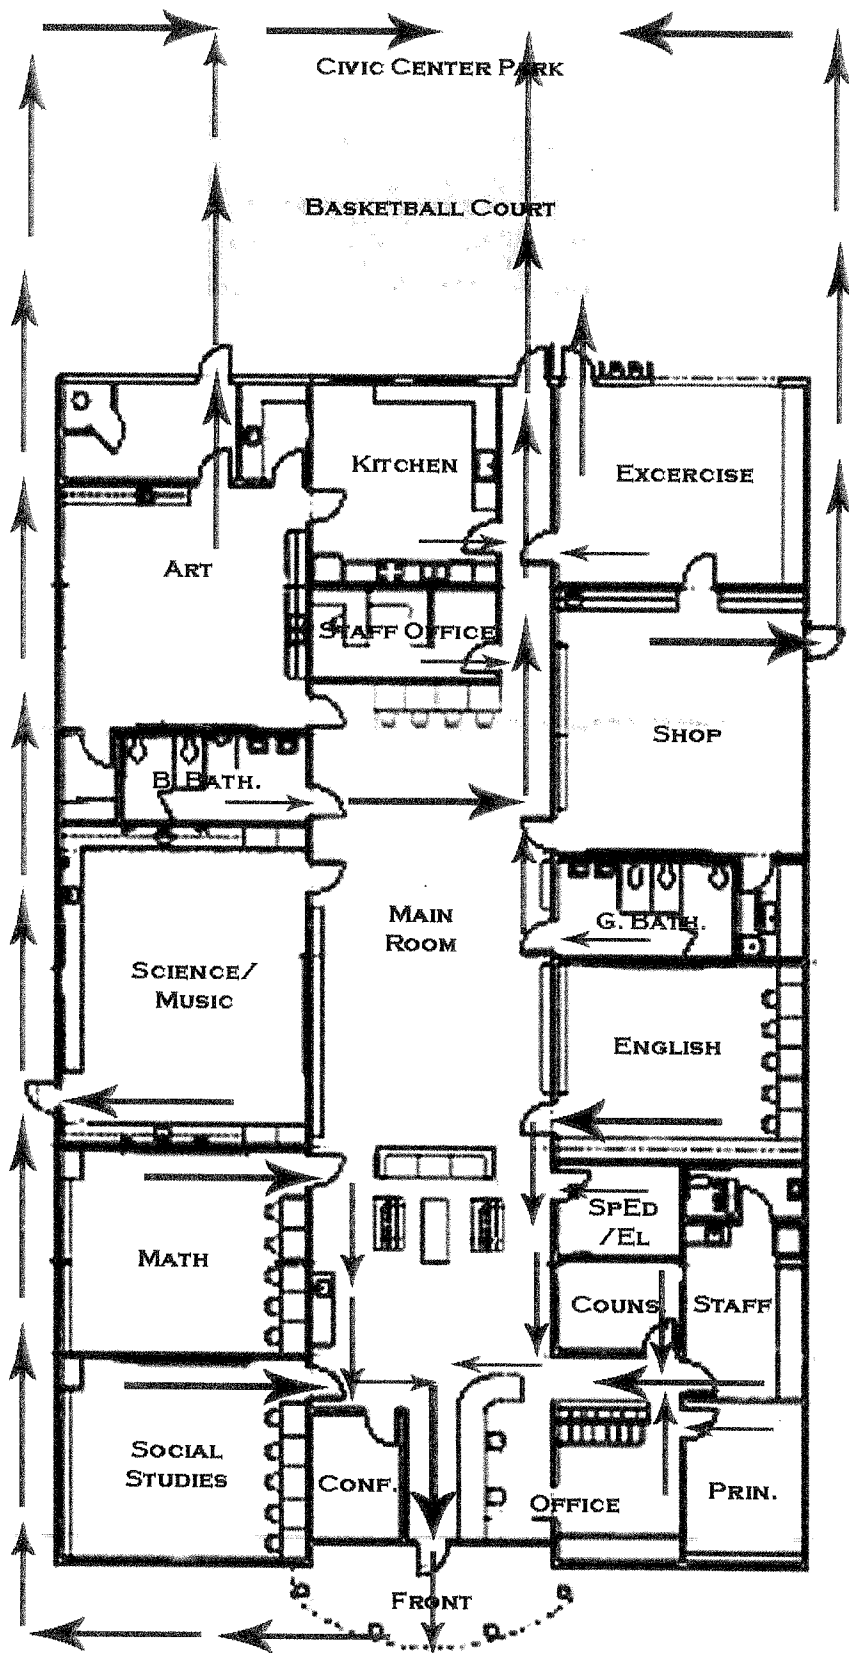 CIVIC CENTER PARK
BASKETBALL COURT
KITCHEN
EXCERCISE
ART
STAFF OFFICE
SHOP
B. BATH.
MAIN
ROOM
G. BATH.
SCIENCE/
MUSIC
ENGLISH
SPED
/EL
MATH
COUNS.
STAFF
SOCIAL
STUDIES
CONF.
OFFICE
PRIN.
FRONT